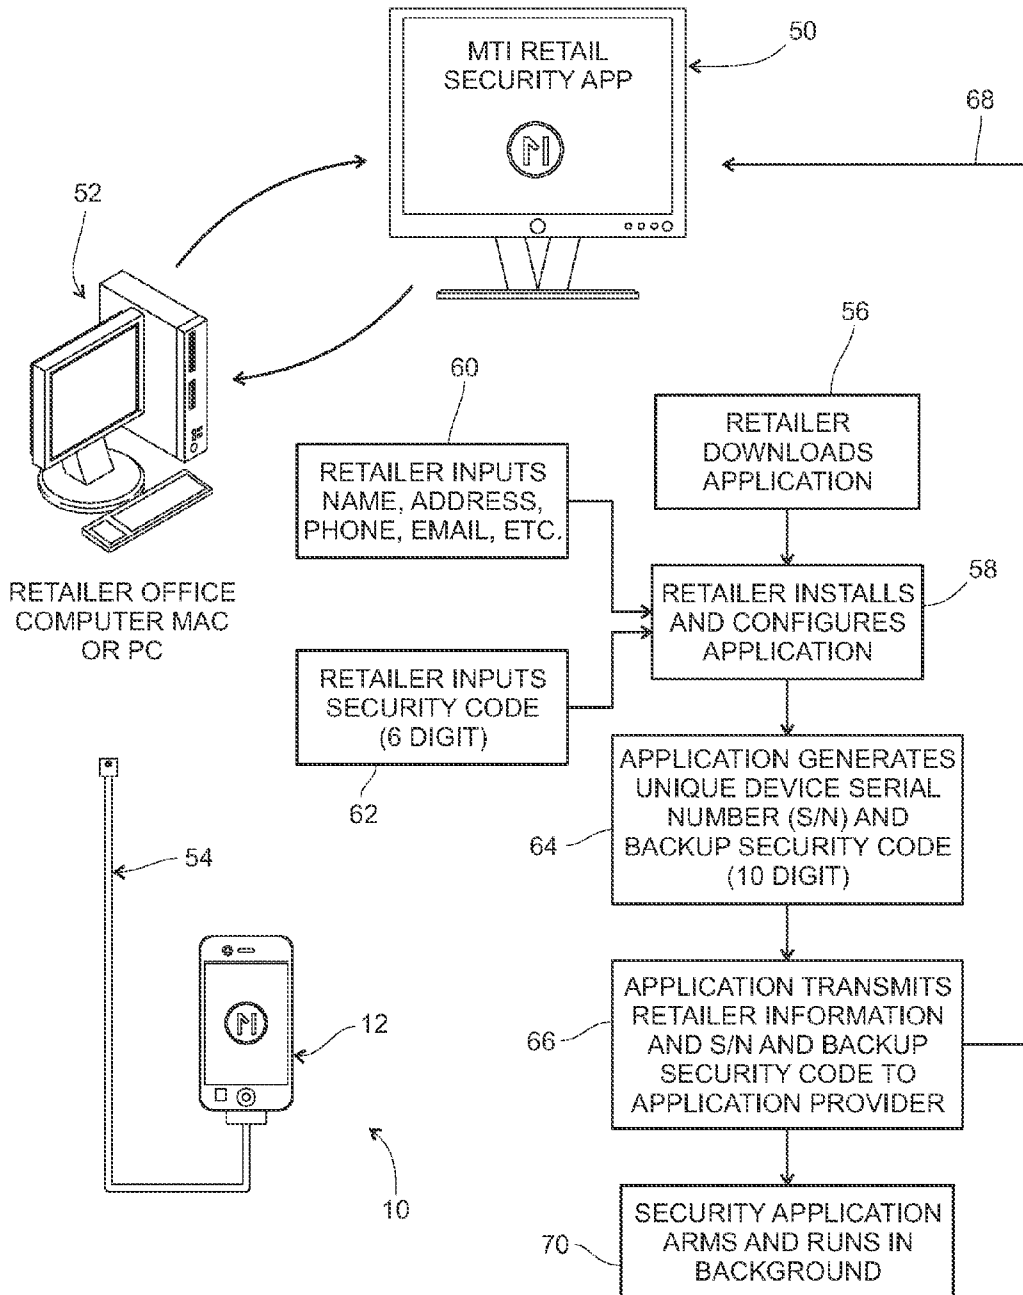 MTI RETAIL
SECURITY APP
50
68
52
56
60
RETAILER
DOWNLOADS
APPLICATION
RETAILER INPUTS
NAME, ADDRESS,
PHONE, EMAIL, ETC.
58
RETAILER OFFICE
COMPUTER MAC
OR PC
RETAILER INSTALLS
AND CONFIGURES
APPLICATION
RETAILER INPUTS
SECURITY CODE
(6 DIGIT)
62
APPLICATION GENERATES
UNIQUE DEVICE SERIAL
NUMBER (S/N) AND
BACKUP SECURITY CODE
(10 DIGIT)
64
54
12
APPLICATION TRANSMITS
RETAILER INFORMATION
AND S/N AND BACKUP
SECURITY CODE TO
APPLICATION PROVIDER
66
10
SECURITY APPLICATION
ARMS AND RUNS IN
BACKGROUND
70